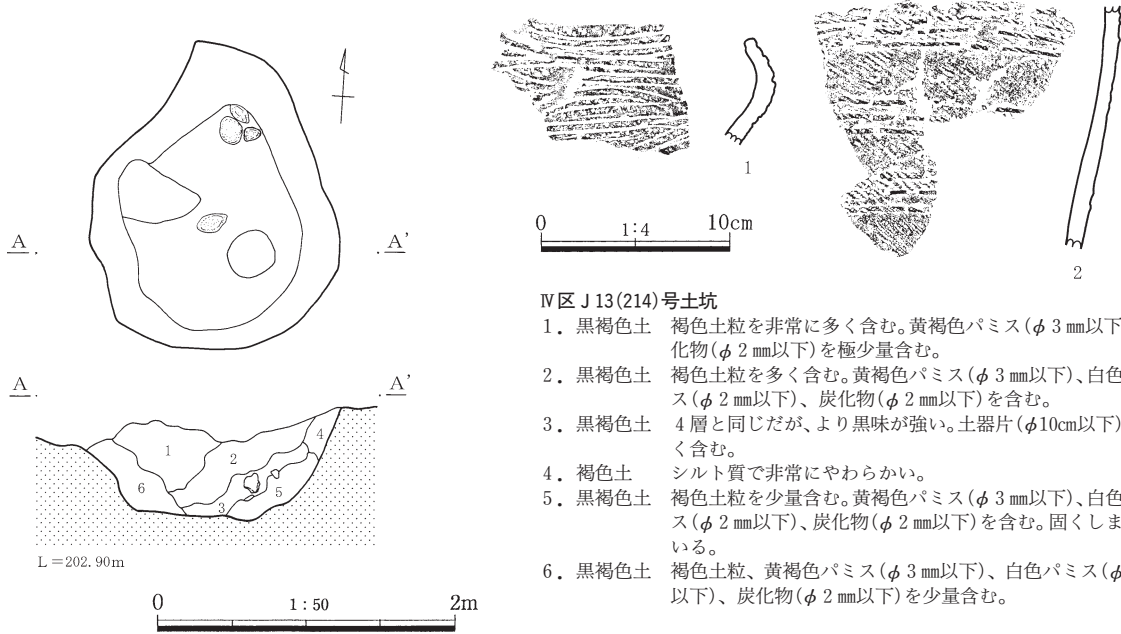 A A'
A A'
1
2
3
4
5
6
L＝202.90m
0 1：50 2m
1
2
0 1：4 10cm
Ⅳ区Ｊ13(214)号土坑
1．黒褐色土 褐色土粒を非常に多く含む。黄褐色パミス(φ3㎜以下
化物(φ2㎜以下)を極少量含む。
2．黒褐色土 褐色土粒を多く含む。黄褐色パミス(φ3㎜以下)、白色
ス(φ2㎜以下)、炭化物(φ2㎜以下)を含む。
3．黒褐色土 4層と同じだが、より黒味が強い。土器片(φ10㎝以下)
く含む。
4．褐色土 シルト質で非常にやわらかい。
5．黒褐色土 褐色土粒を少量含む。黄褐色パミス(φ3㎜以下)、白色
ス(φ2㎜以下)、炭化物(φ2㎜以下)を含む。固くしま
いる。
6．黒褐色土 褐色土粒、黄褐色パミス(φ3㎜以下)、白色パミス(φ
以下)、炭化物(φ2㎜以下)を少量含む。